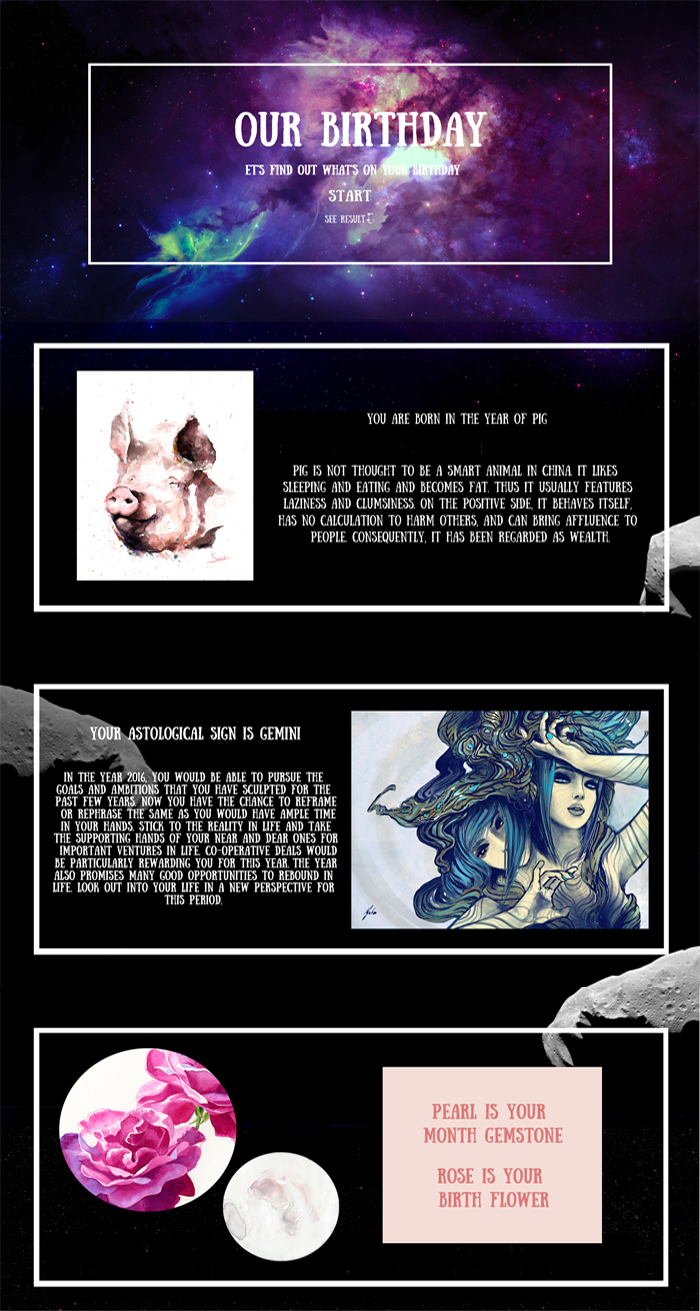 OUR BIRTHDAY
ET'S FIND OUT WHAT'S ON YOUR BIRTHDAY
START
SEE RESULT
YOU ARE BORN IN THE YEAR OF PIG
PIG IS NOT THOUGHT TO BE A SMART ANIMAL IN CHINA. IT LIKES
SLEEPING AND EATING AND BECOMES FAT. THUS IT USUALLY FEATURES
LAZINESS AND CLUMSINESS. ON THE POSITIVE SIDE, IT BEHAVES ITSELF,
HAS NO CALCULATION TO HARM OTHERS, AND CAN BRING AFFLUENCE TO
PEOPLE. CONSEQUENTLY, IT HAS BEEN REGARDED AS WEALTH.
YOUR ASTOLOGICAL SIGN IS GEMINI
IN THE YEAR 2016, YOU WOULD BE ABLE TO PURSUE THE
GOALS AND AMBITIONS THAT YOU HAVE SCULPTED FOR THE
PAST FEW YEARS. NOW YOU HAVE THE CHANCE TO REFRAME
OR REPHRASE THE SAME AS YOU WOULD HAVE AMPLE TIME
IN YOUR HANDS. STICK TO THE REALITY IN LIFE AND TAKE
THE SUPPORTING HANDS OF YOUR NEAR AND DEAR ONES FOR
IMPORTANT VENTURES IN LIFE. CO-OPERATIVE DEALS WOULD
BE PARTICULARLY REWARDING YOU FOR THIS YEAR. THE YEAR
ALSO PROMISES MANY GOOD OPPORTUNITIES TO REBOUND IN
LIFE. LOOK OUT INTO YOUR LIFE IN A NEW PERSPECTIVE FOR
THIS PERIOD.
PEARL IS YOUR
MONTH GEMSTONE
ROSE IS YOUR
BIRTH FLOWER